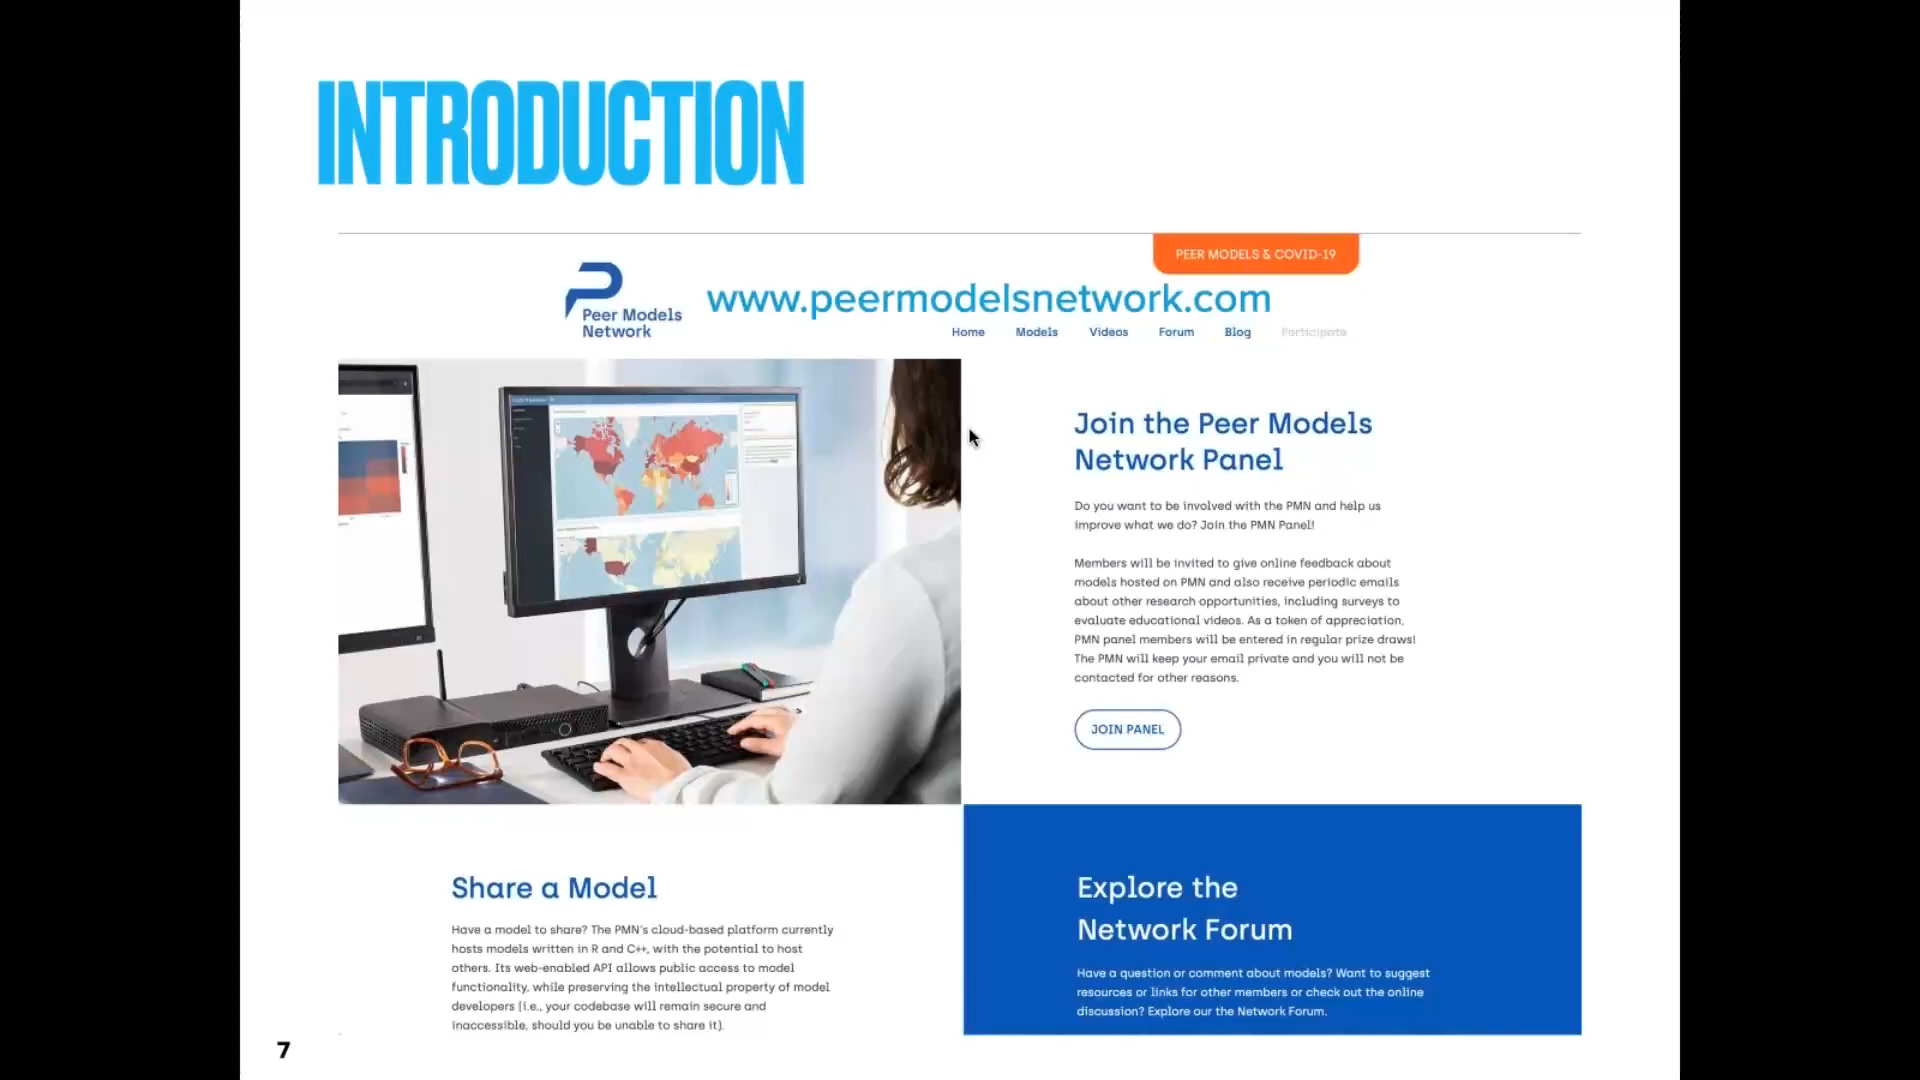 INTRODUCTION
PEER MODELS & COVID-19
Peer Models
Network
www.peermodelsnetwork.com
Home Models Videos Forum Blog Participate
Join the Peer Models
Network Panel
Do you want to be involved with the PMN and help us
improve what we do? Join the PMN Panel!
Members will be invited to give online feedback about
models hosted on PMN and also receive periodic emails
about other research opportunities, including surveys to
evaluate educational videos. As a token of appreciation,
PMN panel members will be entered in regular prize draws!
The PMN will keep your email private and you will not be
contacted for other reasons.
JOIN PANEL
Share a Model
Have a model to share? The PMN's cloud-based platform currently
hosts models written in R and C++, with the potential to host
others. Its web-enabled API allows public access to model
functionality, while preserving the intellectual property of model
developers (i.e., your codebase will remain secure and
inaccessible, should you be unable to share it).
Explore the
Network Forum
Have a question or comment about models? Want to suggest
resources or links for other members or check out the online
discussion? Explore our the Network Forum.
7